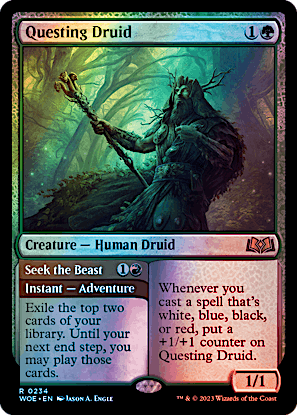 Questing Druid 1
Creature — Human Druid
Seek the Beast 1
Instant — Adventure
Exile the top two
cards of your
library. Until your
next end step, you
may play those
cards.
Whenever you
cast a spell that's
white, blue, black,
or red, put a
+1/+1 counter on
Questing Druid.
1/1
R 0234
WOE • EN Jason A. Engle
™ & © 2023 Wizards of the Coast